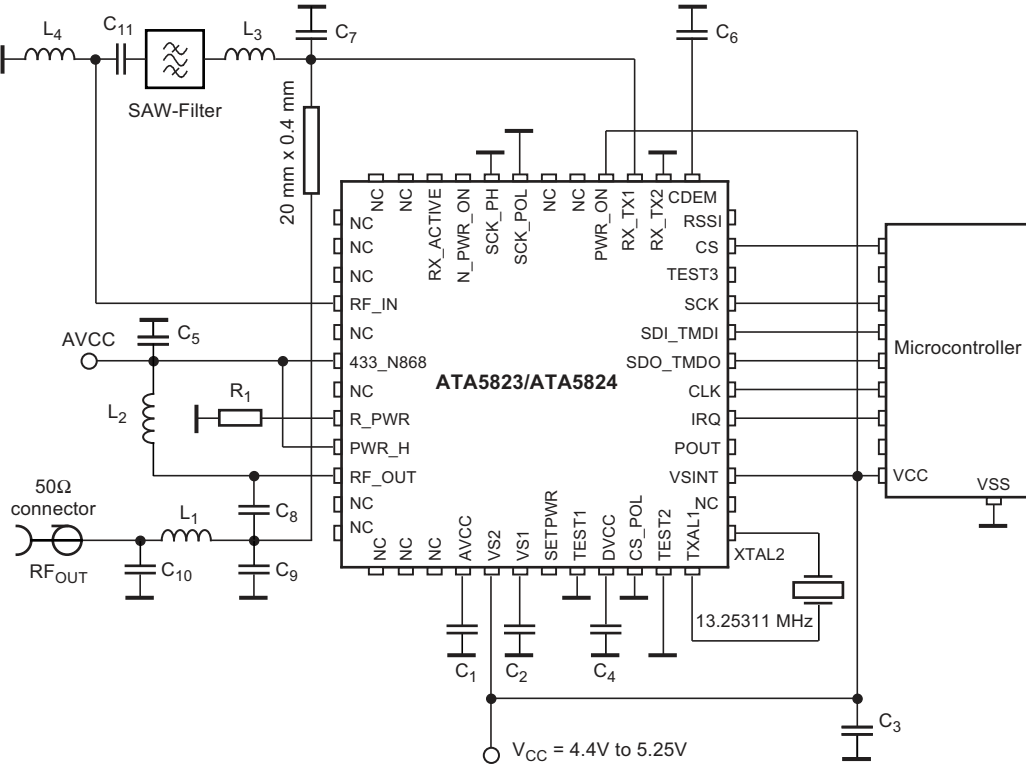 L4
C11
L3
C7
C6
SAW-Filter
20 mm x 0.4 mm
NC
NC
RX_ACTIVE
N_PWR_ON
SCK_PH
SCK_POL
NC
NC
PWR_ON
RX_TX1
RX_TX2
CDEM
NC
NC
NC
RF_IN
NC
433_N868
NC
R_PWR
PWR_H
RF_OUT
NC
NC
ATA5823/ATA5824
RSSI
CS
TEST3
SCK
SDI_TMDI
SDO_TMDO
CLK
IRQ
POUT
VSINT
NC
XTAL2
NC
NC
NC
AVCC
VS2
VS1
SETPWR
TEST1
DVCC
CS_POL
TEST2
TXAL1
Microcontroller
VCC
VSS
AVCC
C5
L2
R1
50Ω
connector
RFOUT
L1
C8
C10
C9
C1
C2
C4
13.25311 MHz
C3
VCC = 4.4V to 5.25V